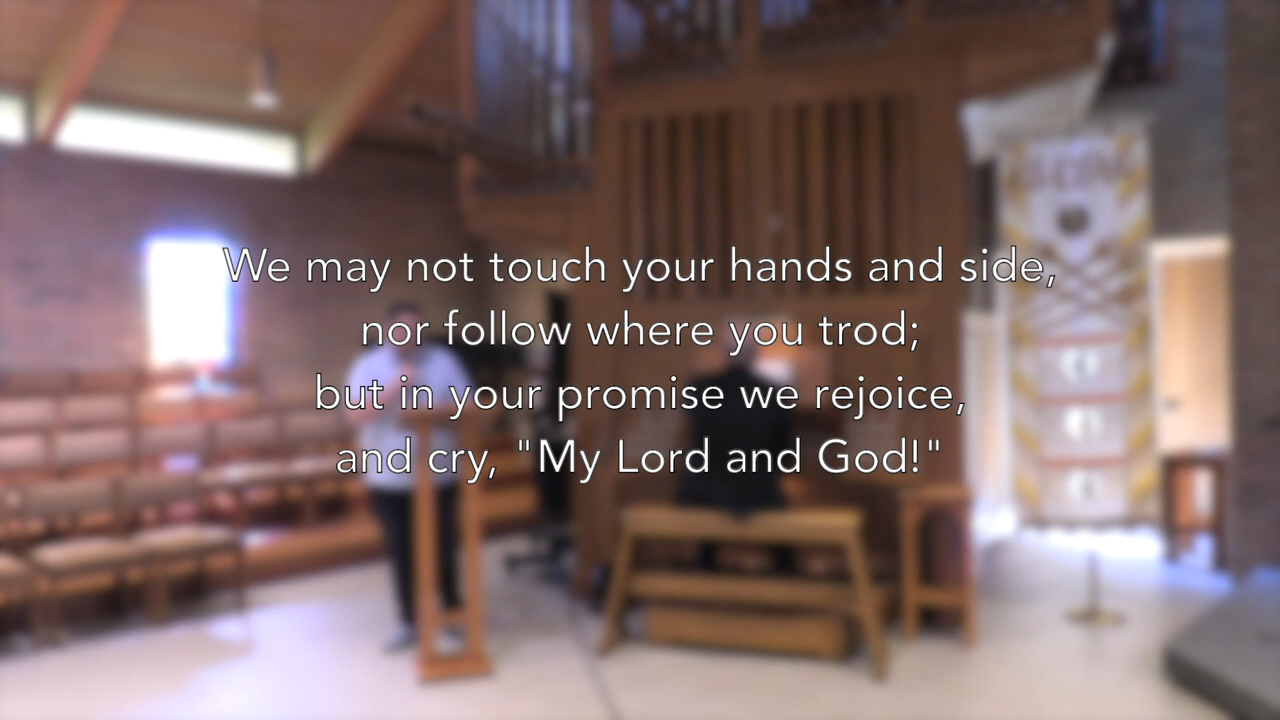 We may not touch your hands and side,
nor follow where you trod;
but in your promise we rejoice,
and cry, "My Lord and God!"